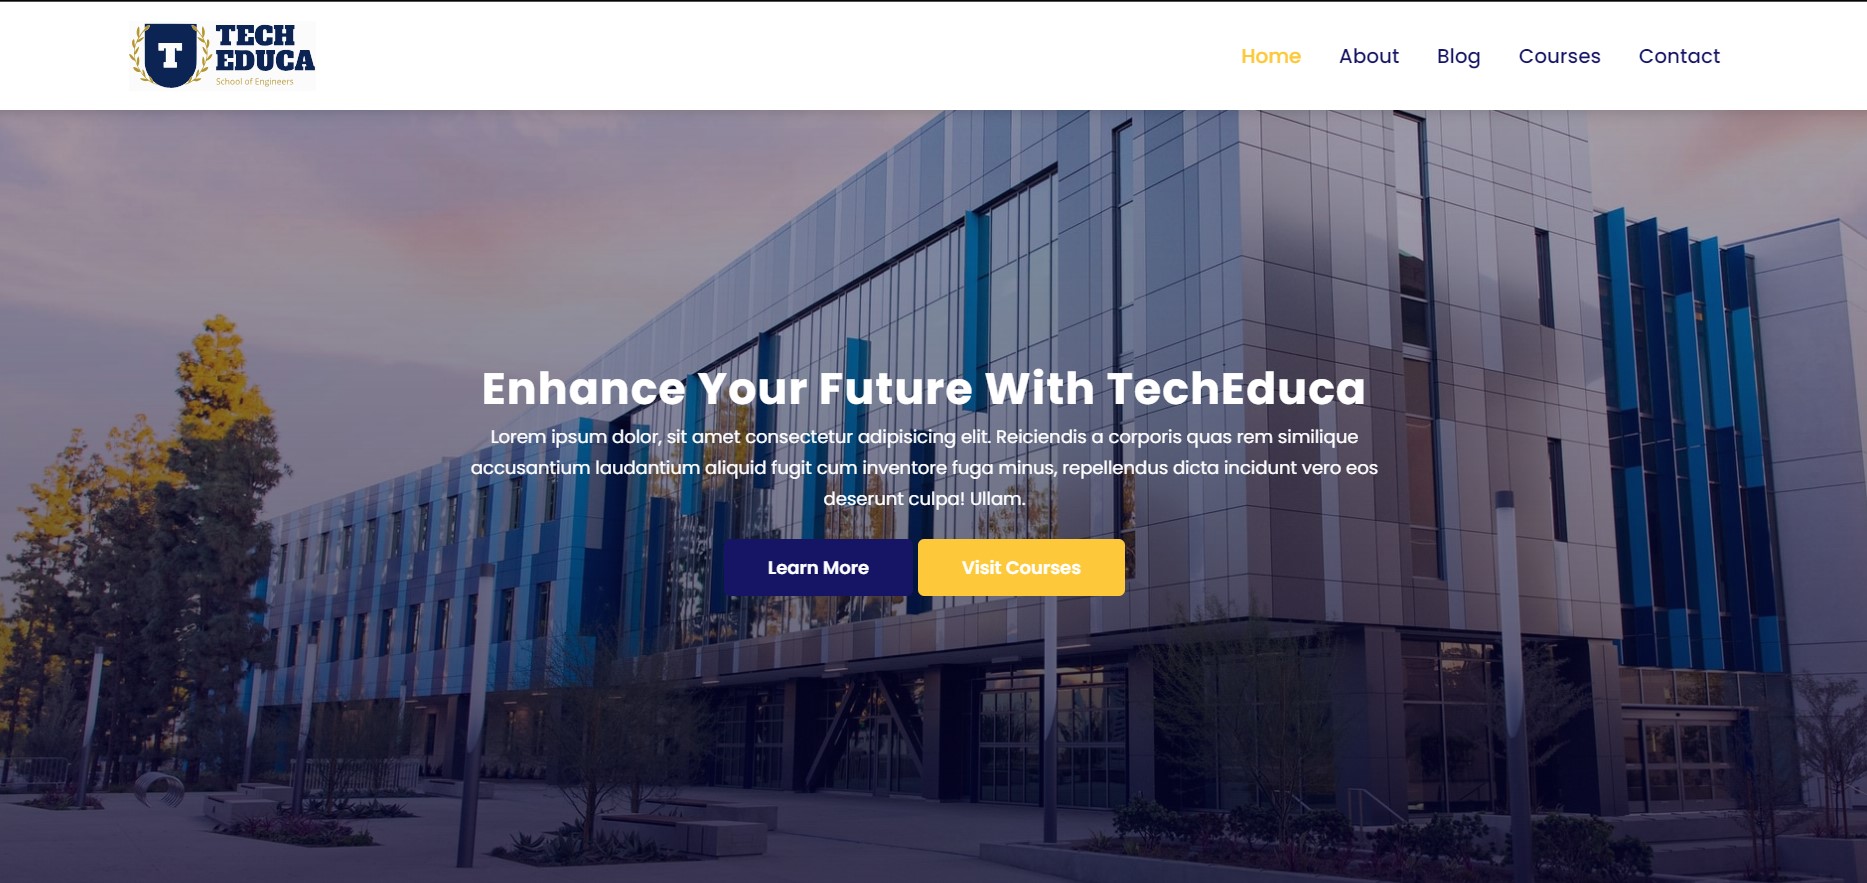 T
TECH
EDUCA
School of Engineers
Home About Blog Courses Contact
Enhance Your Future With TechEduca
Lorem ipsum dolor, sit amet consectetur adipisicing elit. Reiciendis a corporis quas rem similique
accusantium laudantium aliquid fugit cum inventore fuga minus, repellendus dicta incidunt vero eos
deserunt culpa! Ullam.
Learn More Visit Courses